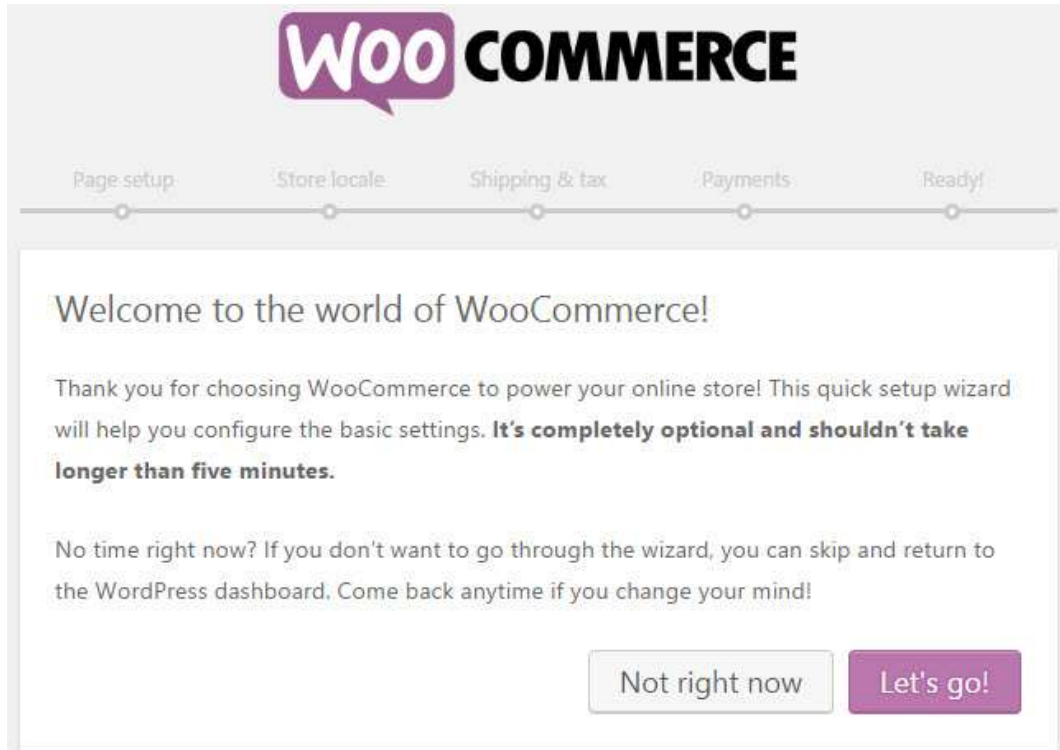 WOO COMMERCE
Page setup Store locale Shipping & tax Payments Ready!
Welcome to the world of WooCommerce!
Thank you for choosing WooCommerce to power your online store! This quick setup wizard
will help you configure the basic settings. It's completely optional and shouldn't take
longer than five minutes.
No time right now? If you don't want to go through the wizard, you can skip and return to
the WordPress dashboard. Come back anytime if you change your mind!
Not right now Let's go!